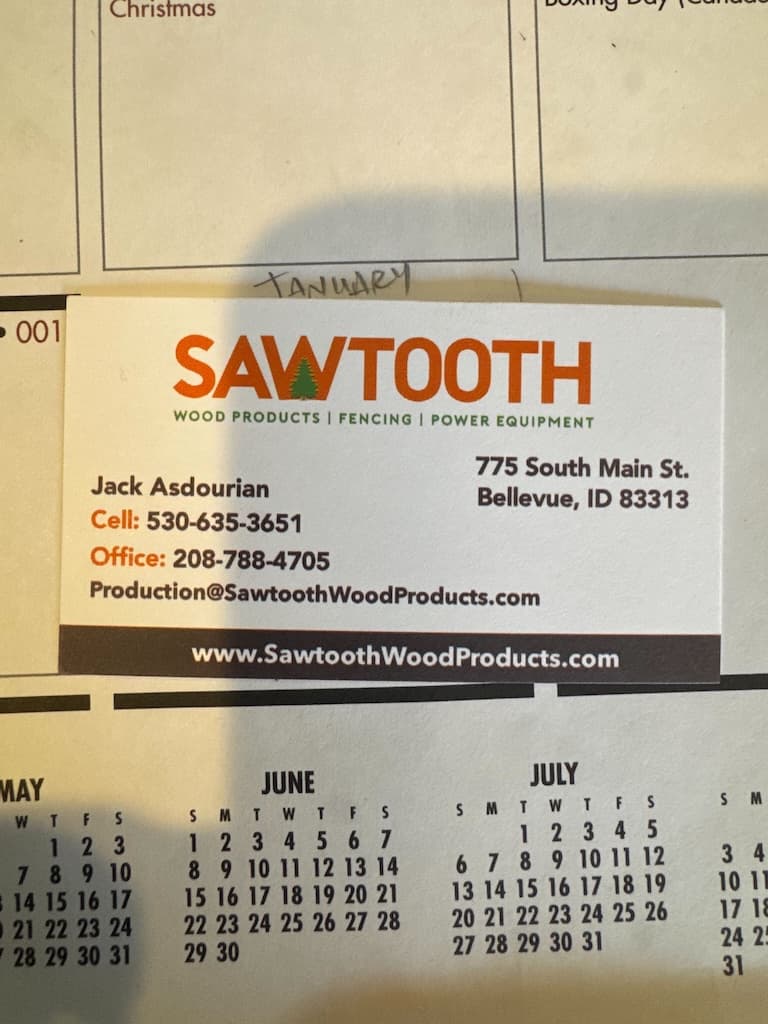 Christmas
JANUARY
001
SAWTOOTH
WOOD PRODUCTS | FENCING | POWER EQUIPMENT
775 South Main St.
Bellevue, ID 83313
Jack Asdourian
Cell: 530-635-3651
Office: 208-788-4705
Production@SawtoothWoodProducts.com
www.SawtoothWoodProducts.com
MAY
W T F S
1 2 3
7 8 9 10
14 15 16 17
21 22 23 24
28 29 30 31
JUNE
S M T W T F S
1 2 3 4 5 6 7
8 9 10 11 12 13 14
15 16 17 18 19 20 21
22 23 24 25 26 27 28
29 30
JULY
S M T W T F S
1 2 3 4 5
6 7 8 9 10 11 12
13 14 15 16 17 18 19
20 21 22 23 24 25 26
27 28 29 30 31
S M
3 4
10 11
17 18
24
31